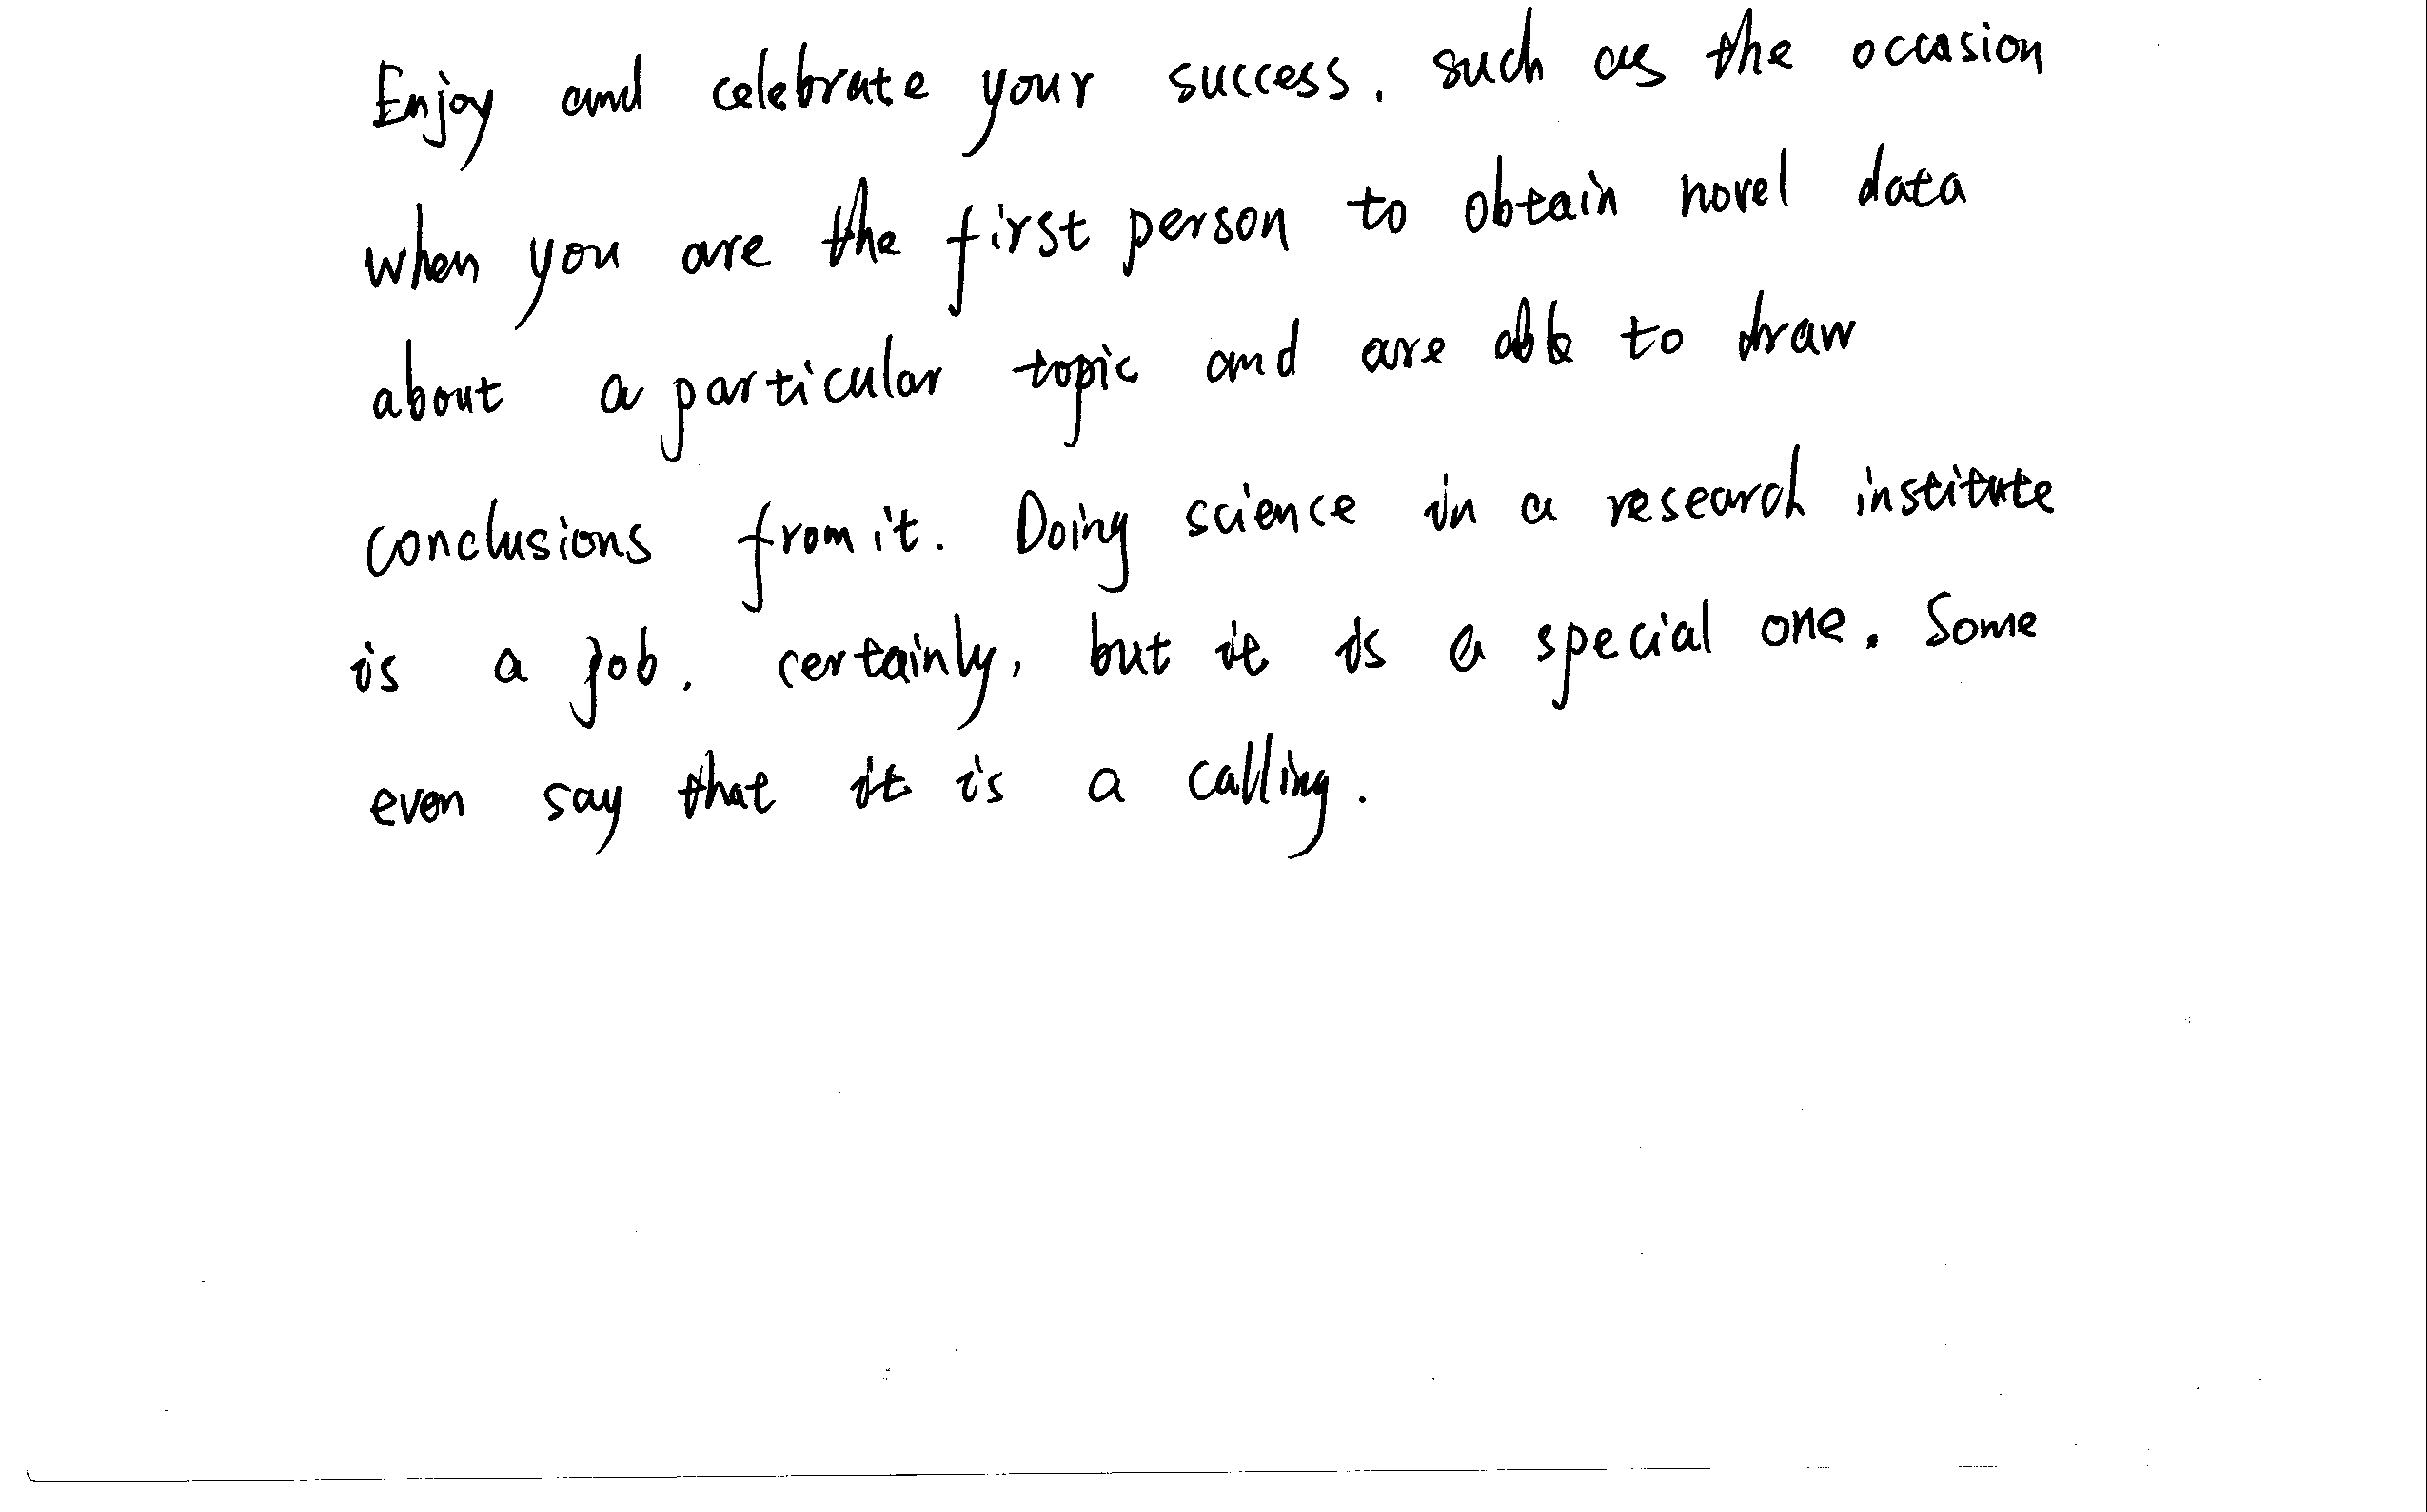 Enjoy and celebrate your success, such as the occasion
when you are the first person to obtain novel data
about a particular topic and are able to draw
conclusions from it. Doing science in a research institute
is a job, certainly, but it is a special one. Some
even say that it is a calling.